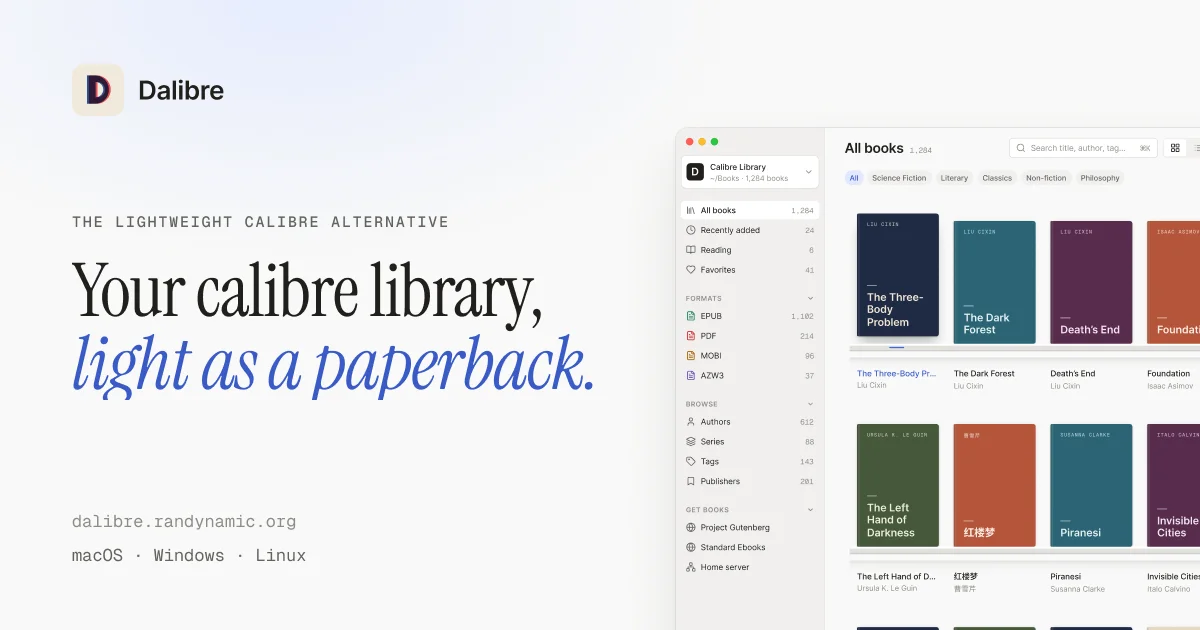 Dalibre
THE LIGHTWEIGHT CALIBRE ALTERNATIVE
Your calibre library,
light as a paperback.
dalibre.randynamic.org
macOS · Windows · Linux
D
Calibre Library
~/Books · 1,284 books
All books 1,284
Recently added 24
Reading 6
Favorites 41
FORMATS
EPUB 1,102
PDF 214
MOBI 96
AZW3 37
BROWSE
Authors 612
Series 88
Tags 143
Publishers 201
GET BOOKS
Project Gutenberg
Standard Ebooks
Home server
All books 1,284
Search title, author, tag... ⌘K
All Science Fiction Literary Classics Non-fiction Philosophy
LIU CIXIN
The Three-
Body
Problem
LIU CIXIN
The Dark
Forest
LIU CIXIN
Death's End
ISAAC ASIMOV
Foundati
The Three-Body Pr... The Dark Forest Death's End Foundation
Liu Cixin Liu Cixin Liu Cixin Isaac Asimov
URSULA K. LE GUIN
The Left
Hand of
Darkness
曹雪芹
红楼梦
SUSANNA CLARKE
Piranesi
ITALO CALVIN
Invisible
Cities
The Left Hand of D... 红楼梦 Piranesi Invisible Cities
Ursula K. Le Guin 曹雪芹 Susanna Clarke Italo Calvino